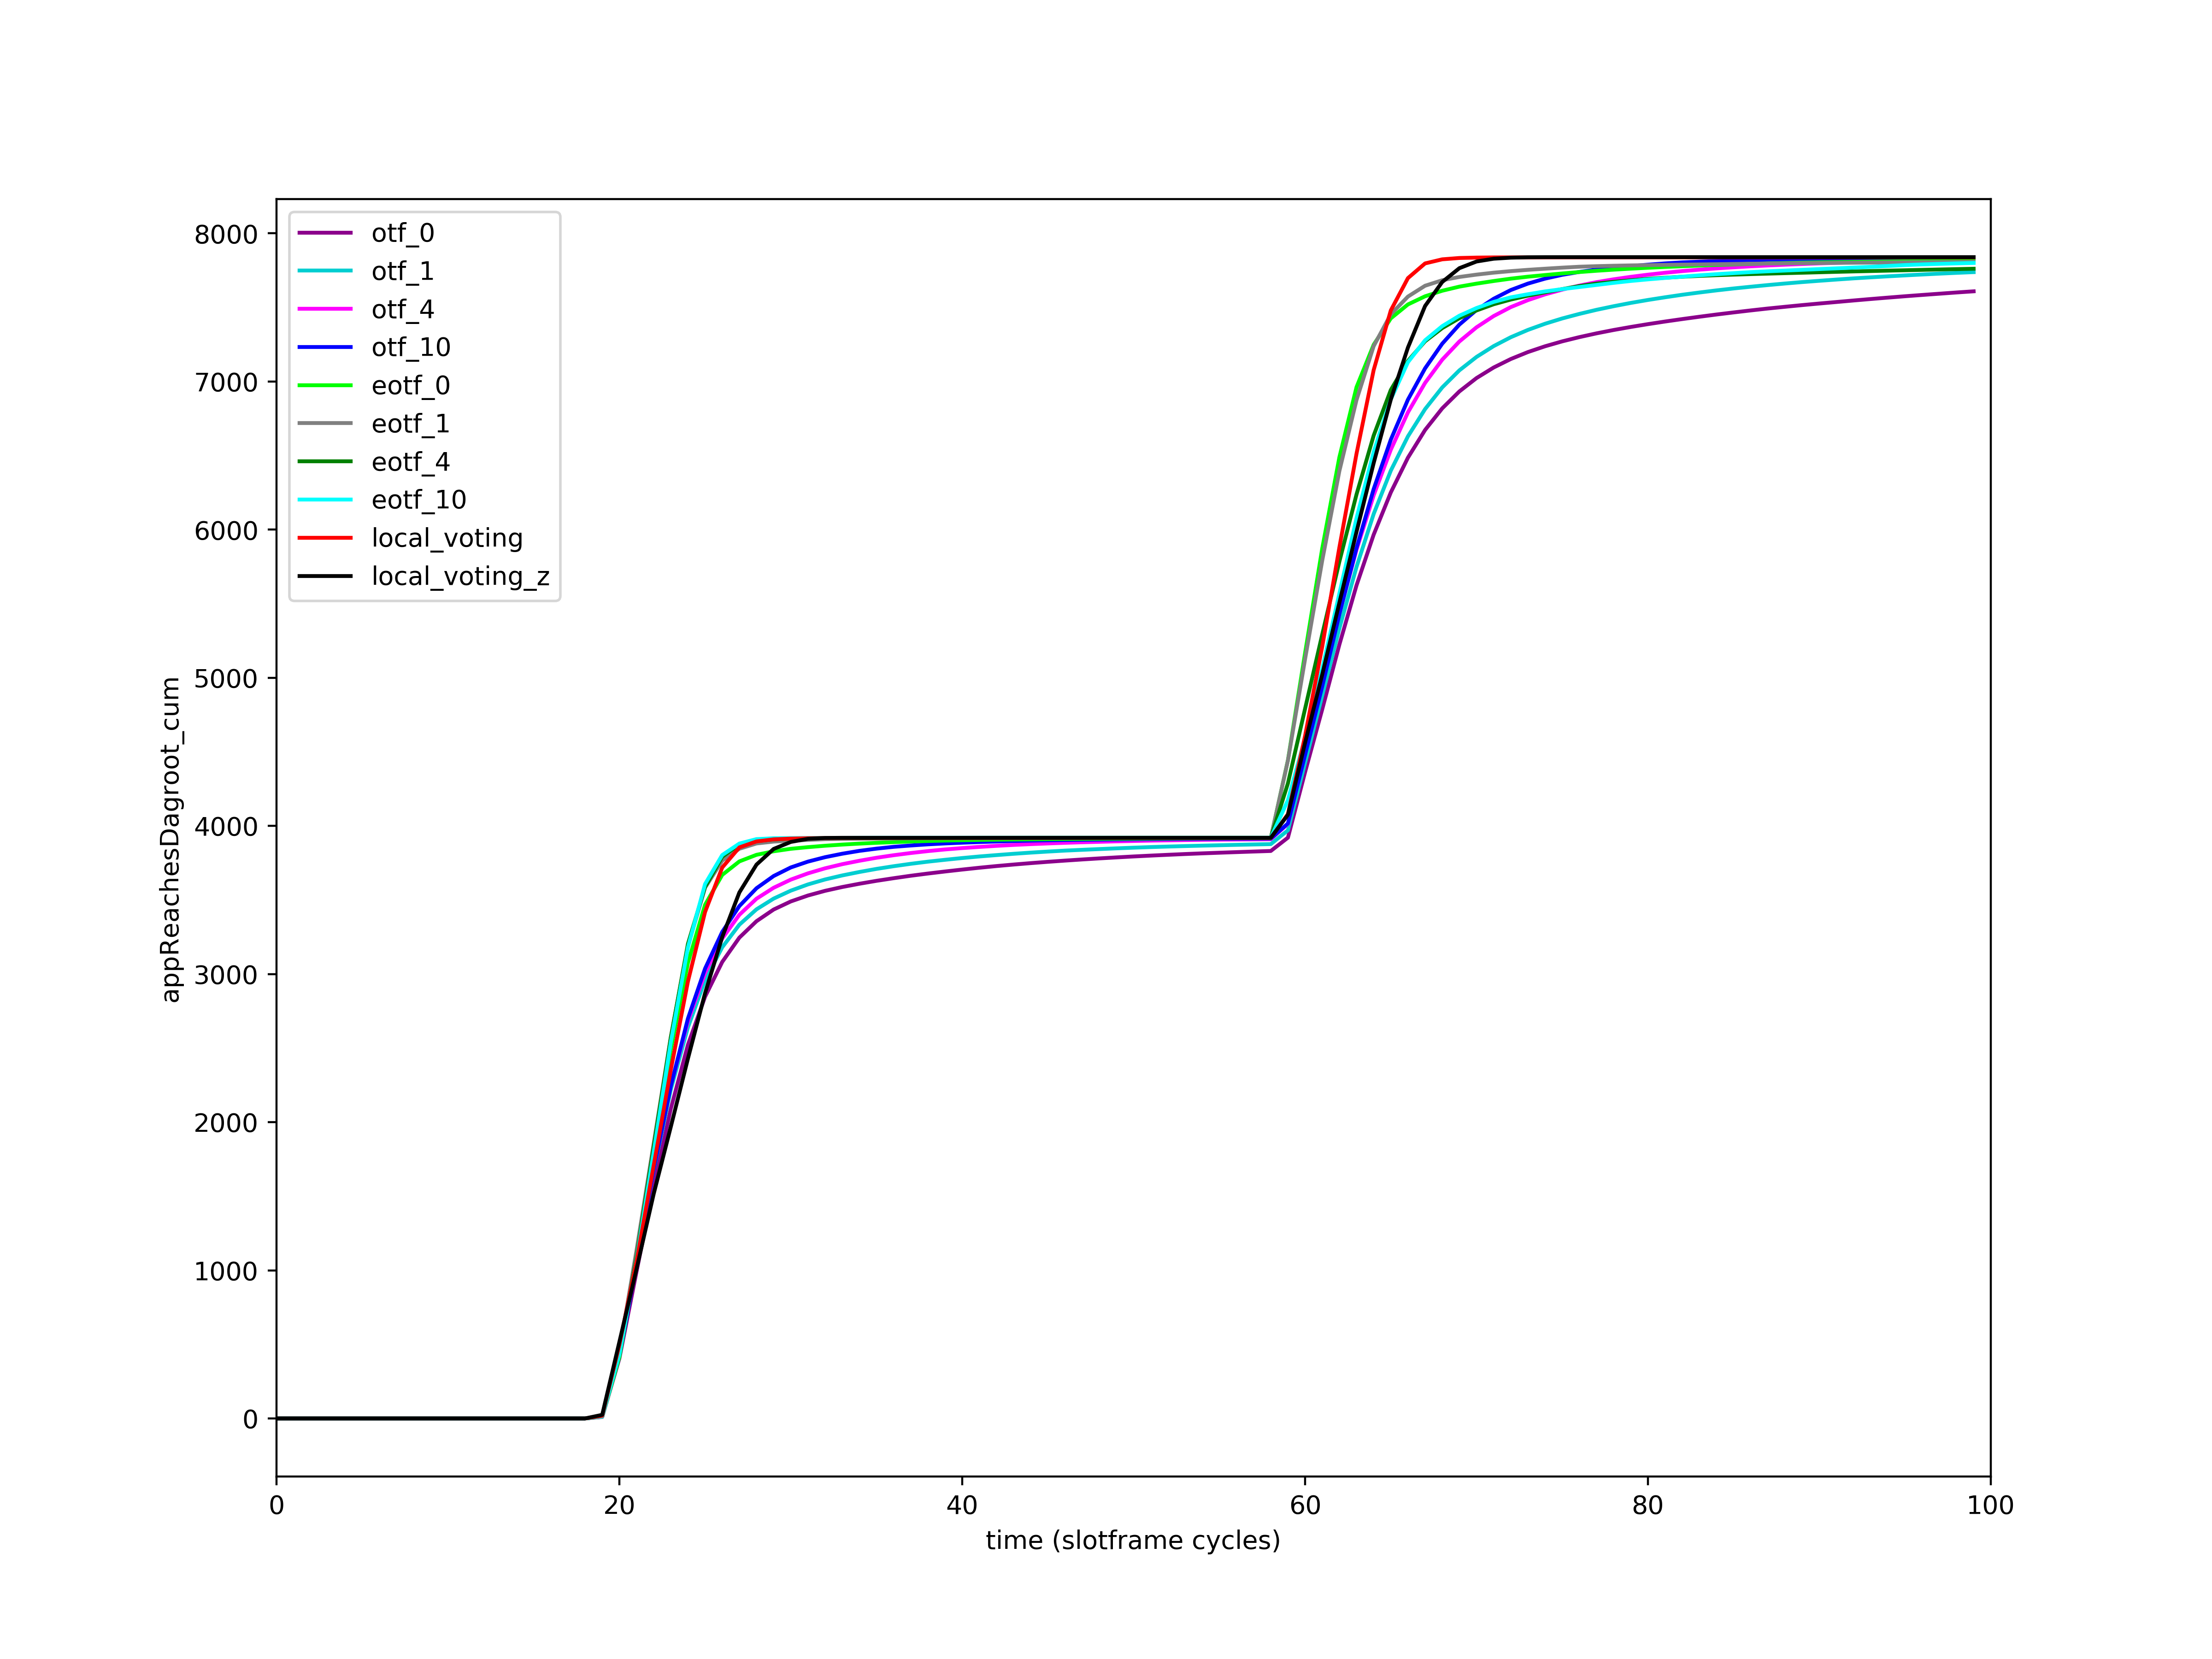 8000
7000
6000
5000
4000
3000
2000
1000
0
appReachesDagroot_cum
otf_0
otf_1
otf_4
otf_10
eotf_0
eotf_1
eotf_4
eotf_10
local_voting
local_voting_z
0 20 40 60 80 100
time (slotframe cycles)